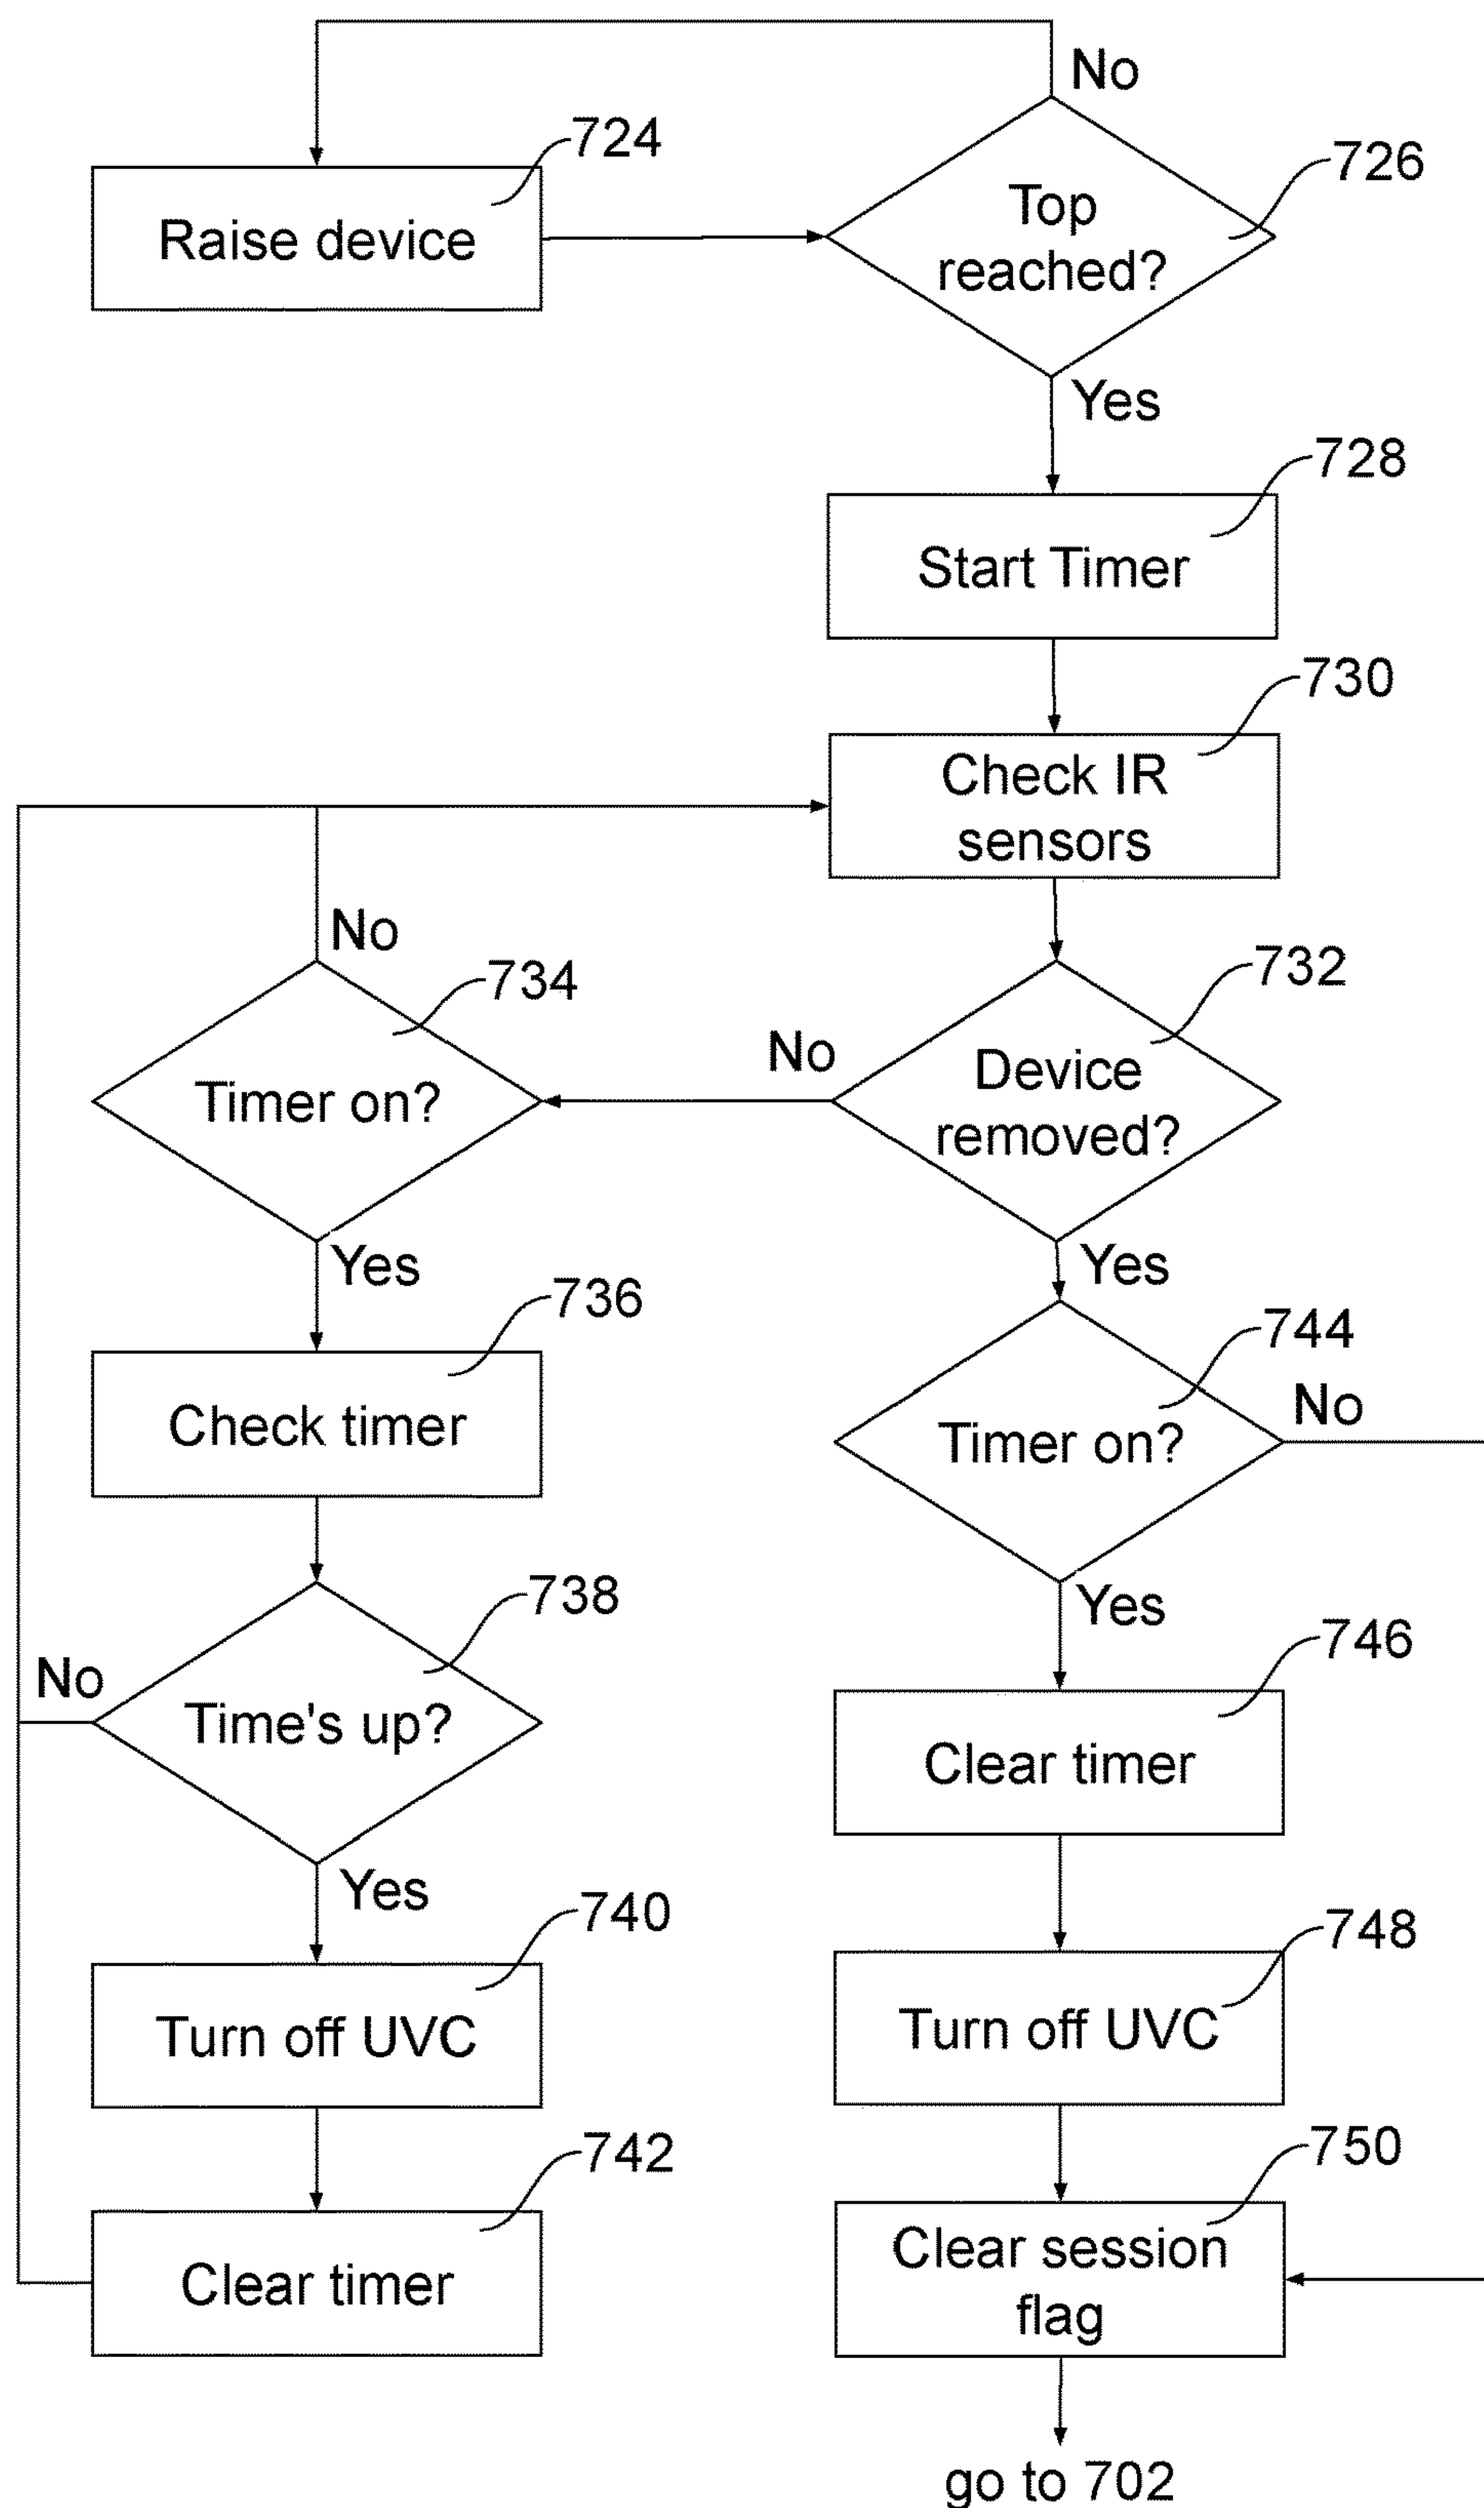 No
724
Raise device
726
Top
reached?
Yes
728
Start Timer
730
Check IR
sensors
No
734
Timer on?
No
732
Device
removed?
Yes
736
Check timer
Yes
744
Timer on?
No
738
No
Time's up?
Yes
746
Clear timer
Yes
740
Turn off UVC
748
Turn off UVC
742
Clear timer
750
Clear session
flag
go to 702